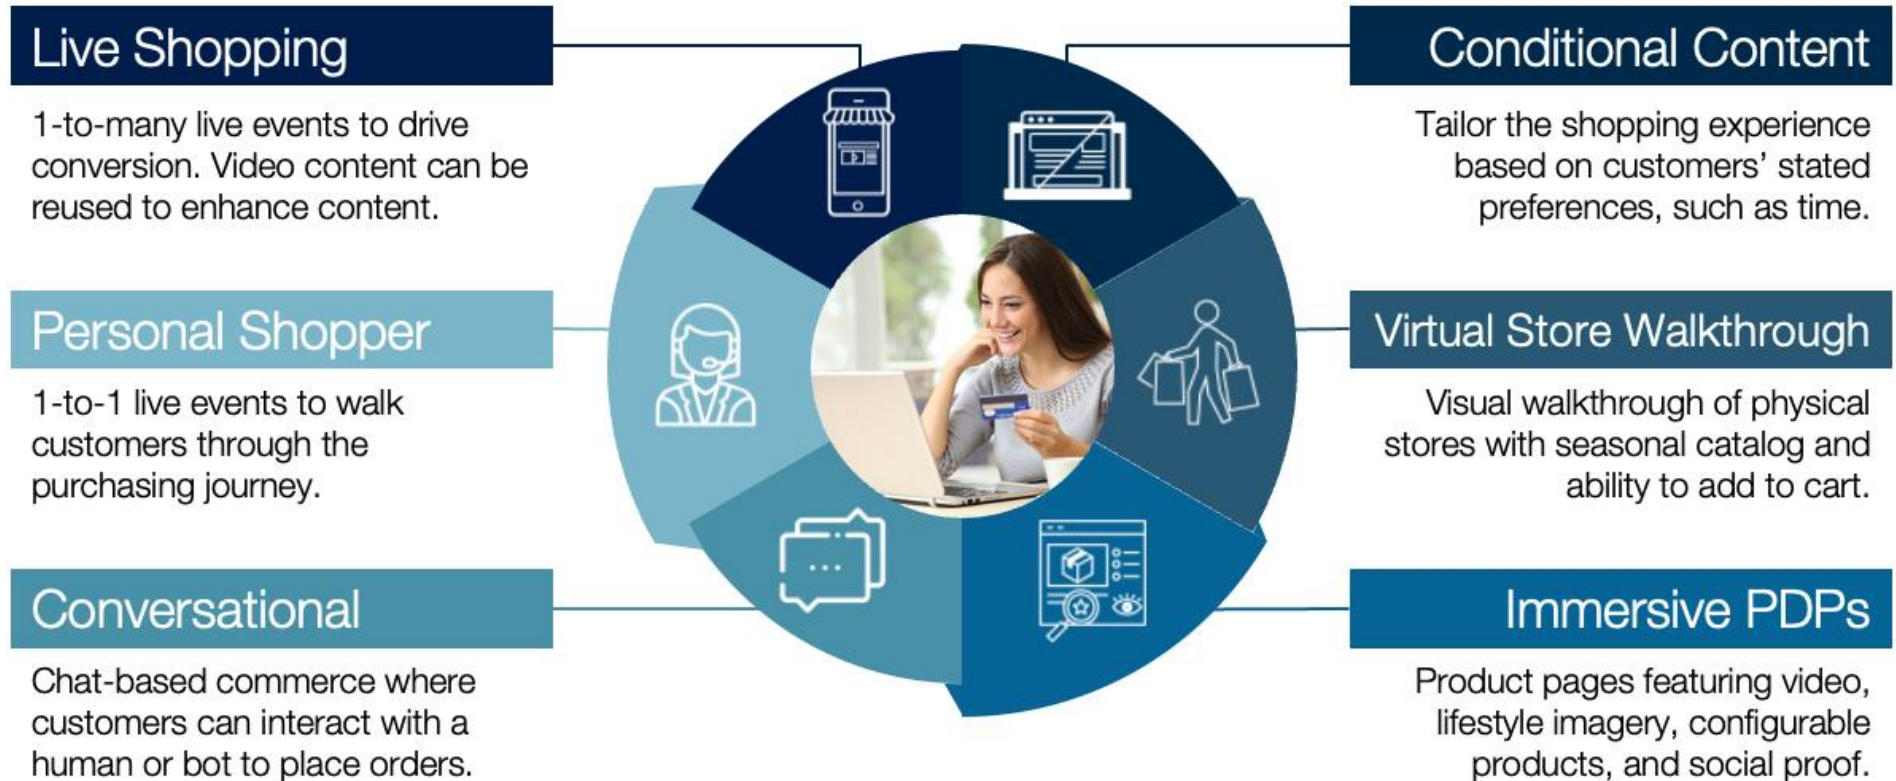 Live Shopping
1-to-many live events to drive
conversion. Video content can be
reused to enhance content.
Personal Shopper
1-to-1 live events to walk
customers through the
purchasing journey.
Conversational
Chat-based commerce where
customers can interact with a
human or bot to place orders.
Conditional Content
Tailor the shopping experience
based on customers’ stated
preferences, such as time.
Virtual Store Walkthrough
Visual walkthrough of physical
stores with seasonal catalog and
ability to add to cart.
Immersive PDPs
Product pages featuring video,
lifestyle imagery, configurable
products, and social proof.